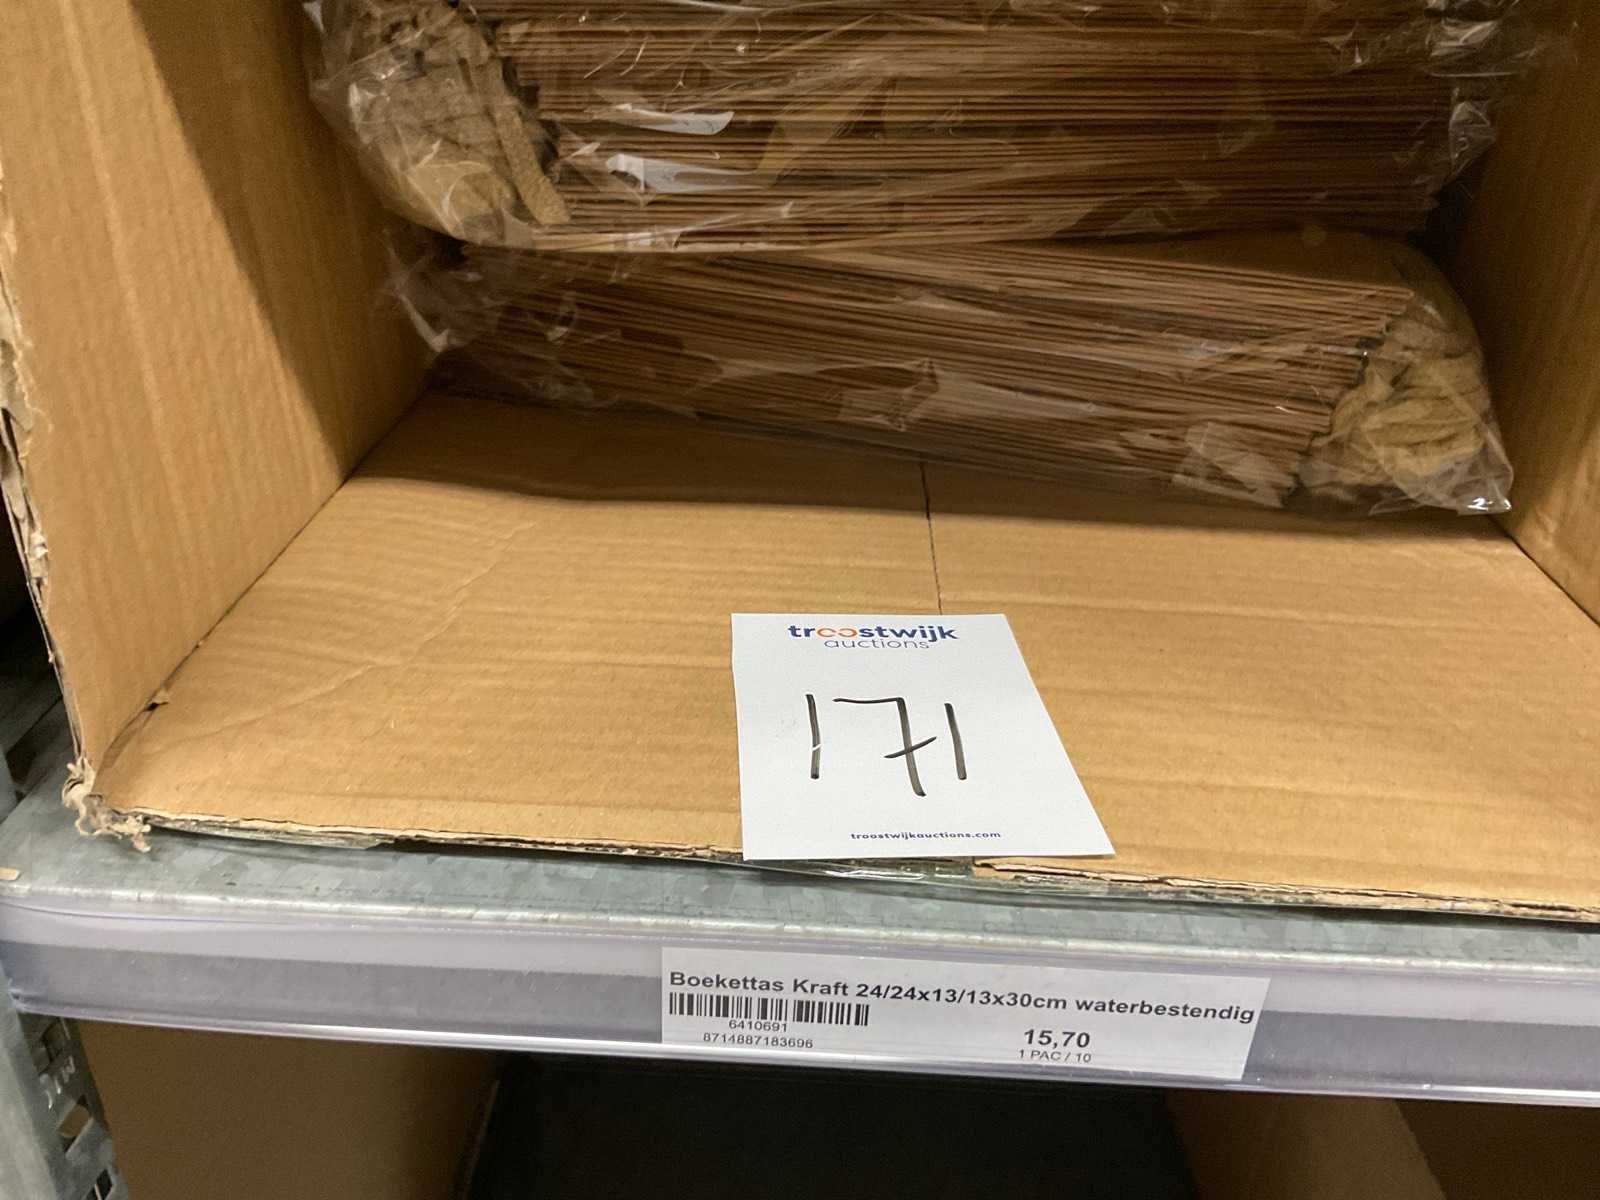 troostwijk
auctions
171
troostwijkauctions.com
Boekettas Kraft 24/24x13/13x30cm waterbestendig
6410691
8714887183696
15,70
1 PAC / 10